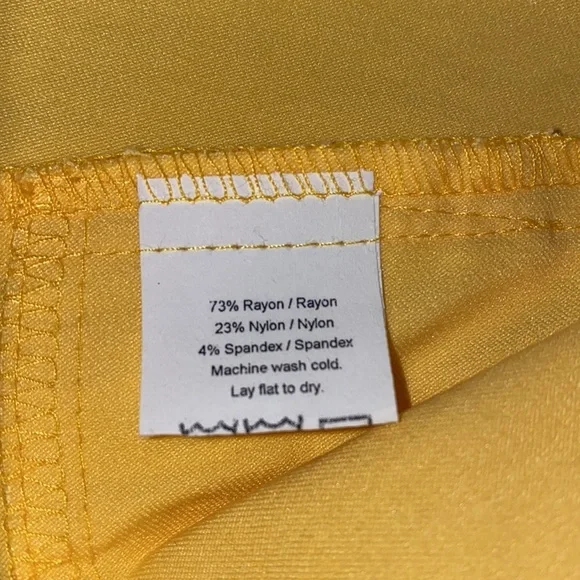 73% Rayon / Rayon
23% Nylon / Nylon
4% Spandex / Spandex
Machine wash cold.
Lay flat to dry.